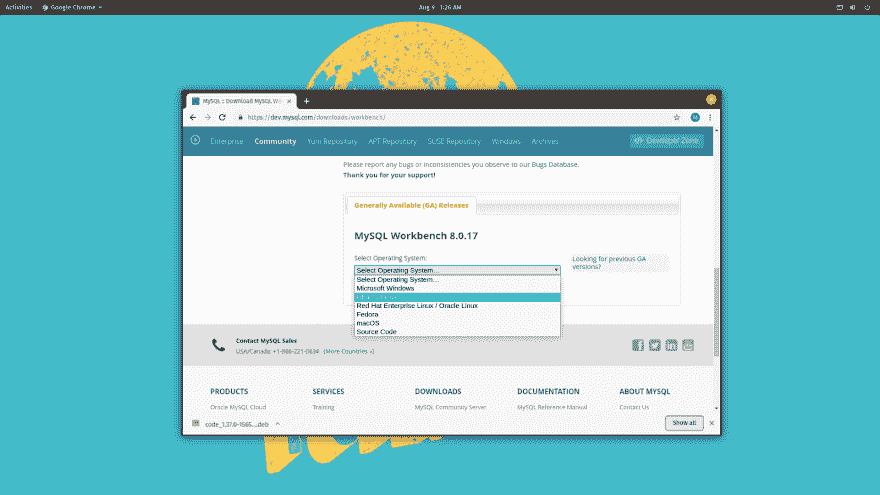 Activities Google Chrome Aug 9 1:26 AM
MySQL :: Download MySQL Wo
https://dev.mysql.com/downloads/workbench/
Enterprise Community Yum Repository APT Repository SUSE Repository Windows Archives Developer Zone
Please report any bugs or inconsistencies you observe to our Bugs Database.
Thank you for your support!
Generally Available (GA) Releases
MySQL Workbench 8.0.17
Select Operating System:
Looking for previous GA
versions?
Select Operating System…
Select Operating System…
Microsoft Windows
Red Hat Enterprise Linux / Oracle Linux
Fedora
macOS
Source Code
Contact MySQL Sales
USA/Canada: +1-866-221-0634 (More Countries »)
PRODUCTS SERVICES DOWNLOADS DOCUMENTATION ABOUT MYSQL
Oracle MySQL Cloud Training MySQL Community Server MySQL Reference Manual Contact Us
code_1.37.0-1565....deb Show all